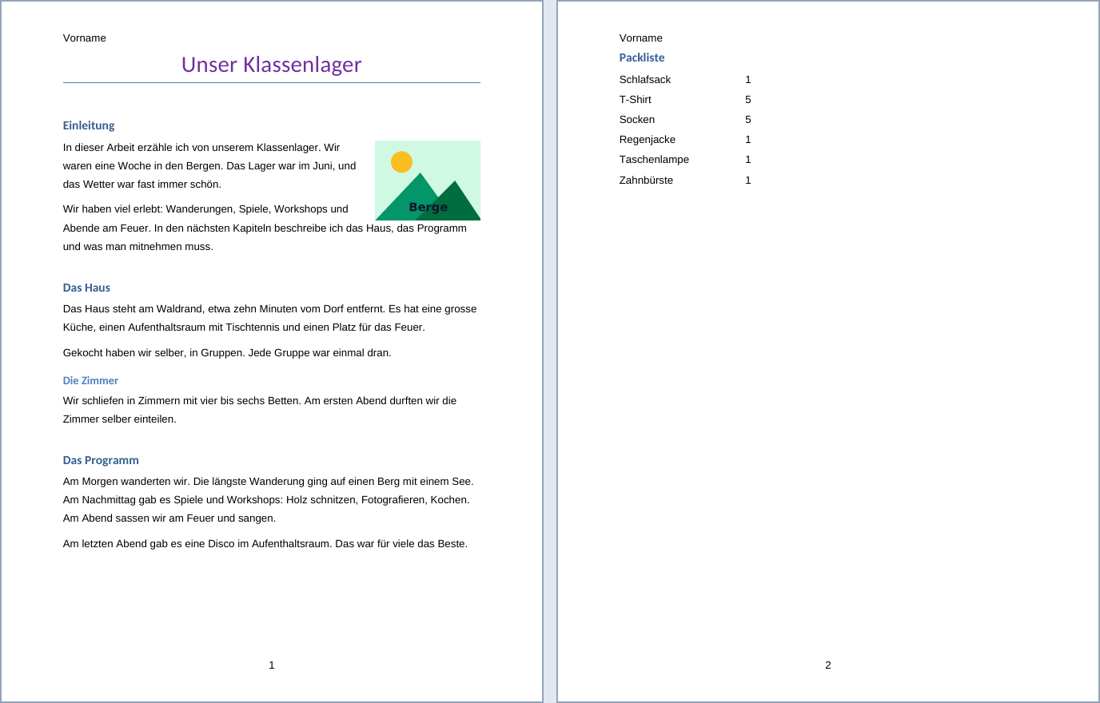 Vorname
Unser Klassenlager
Einleitung
In dieser Arbeit erzähle ich von unserem Klassenlager. Wir
waren eine Woche in den Bergen. Das Lager war im Juni, und
das Wetter war fast immer schön.
Berge
Wir haben viel erlebt: Wanderungen, Spiele, Workshops und
Abende am Feuer. In den nächsten Kapiteln beschreibe ich das Haus, das Programm
und was man mitnehmen muss.
Das Haus
Das Haus steht am Waldrand, etwa zehn Minuten vom Dorf entfernt. Es hat eine grosse
Küche, einen Aufenthaltsraum mit Tischtennis und einen Platz für das Feuer.
Gekocht haben wir selber, in Gruppen. Jede Gruppe war einmal dran.
Die Zimmer
Wir schliefen in Zimmern mit vier bis sechs Betten. Am ersten Abend durften wir die
Zimmer selber einteilen.
Das Programm
Am Morgen wanderten wir. Die längste Wanderung ging auf einen Berg mit einem See.
Am Nachmittag gab es Spiele und Workshops: Holz schnitzen, Fotografieren, Kochen.
Am Abend sassen wir am Feuer und sangen.
Am letzten Abend gab es eine Disco im Aufenthaltsraum. Das war für viele das Beste.
1
Vorname
Packliste
Schlafsack 1
T-Shirt 5
Socken 5
Regenjacke 1
Taschenlampe 1
Zahnbürste 1
2